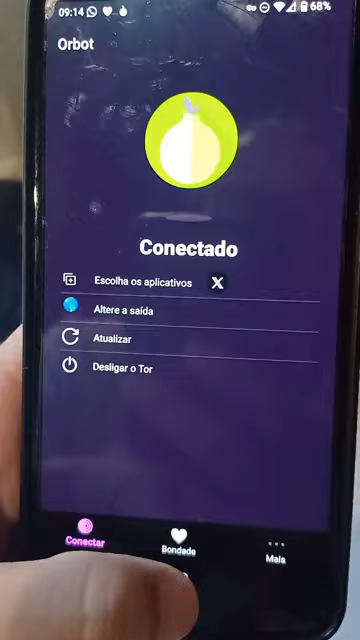 09:14 68%
Orbot
Conectado
Escolha os aplicativos X
Altere a saída
Atualizar
Desligar o Tor
Conectar Bondade Mais